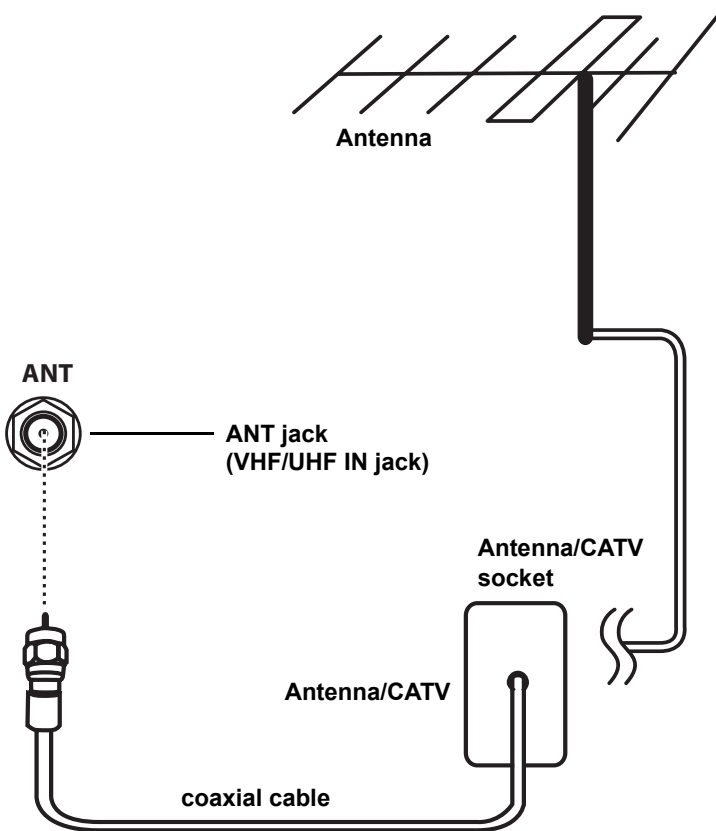 Antenna
ANT
ANT jack
(VHF/UHF IN jack)
Antenna/CATV
socket
Antenna/CATV
coaxial cable